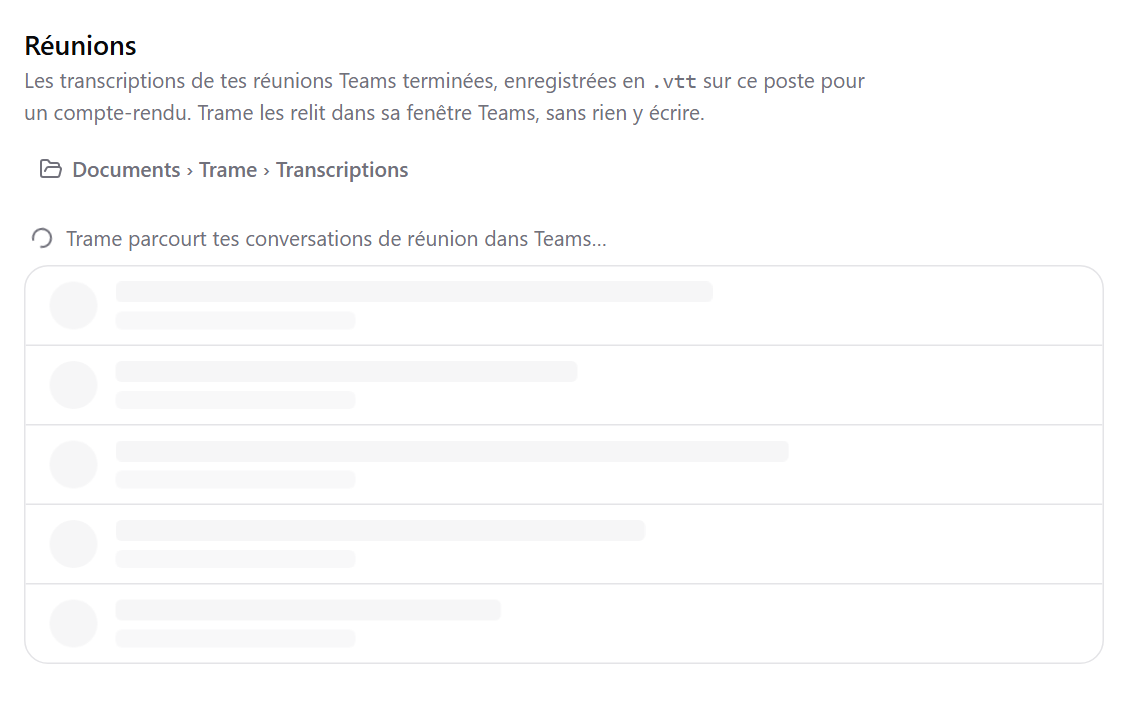 Réunions
Les transcriptions de tes réunions Teams terminées, enregistrées en .vtt sur ce poste pour
un compte-rendu. Trame les relit dans sa fenêtre Teams, sans rien y écrire.
Documents › Trame › Transcriptions
Trame parcourt tes conversations de réunion dans Teams…